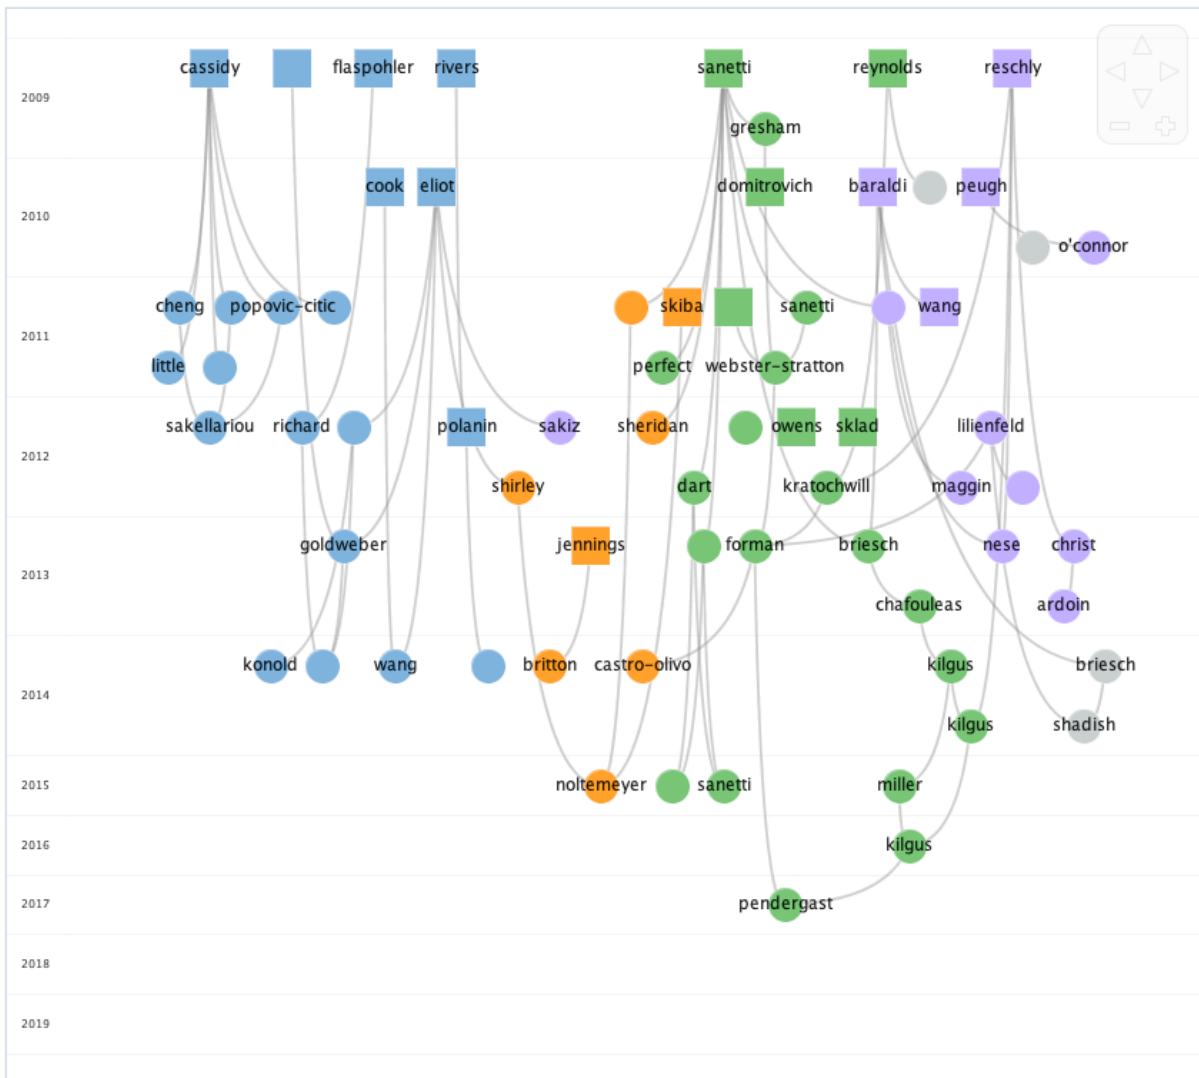 cassidy flaspohler rivers sanetti reynolds reschly
2009
gresham
cook eliot domitrovich baraldi peugh
2010
o'connor
cheng popovic-citic skiba sanetti wang
2011
little perfect webster-stratton
sakellariou richard polanin sakiz sheridan owens sklad lilienfeld
2012
shirley dart kratochwill maggin
goldweber jennings forman briesch nese christ
2013
chafouleas ardoin
konold wang britton castro-olivo kilgus briesch
2014
kilgus shadish
2015 noltemeyer sanetti miller
2016 kilgus
2017 pendergast
2018
2019